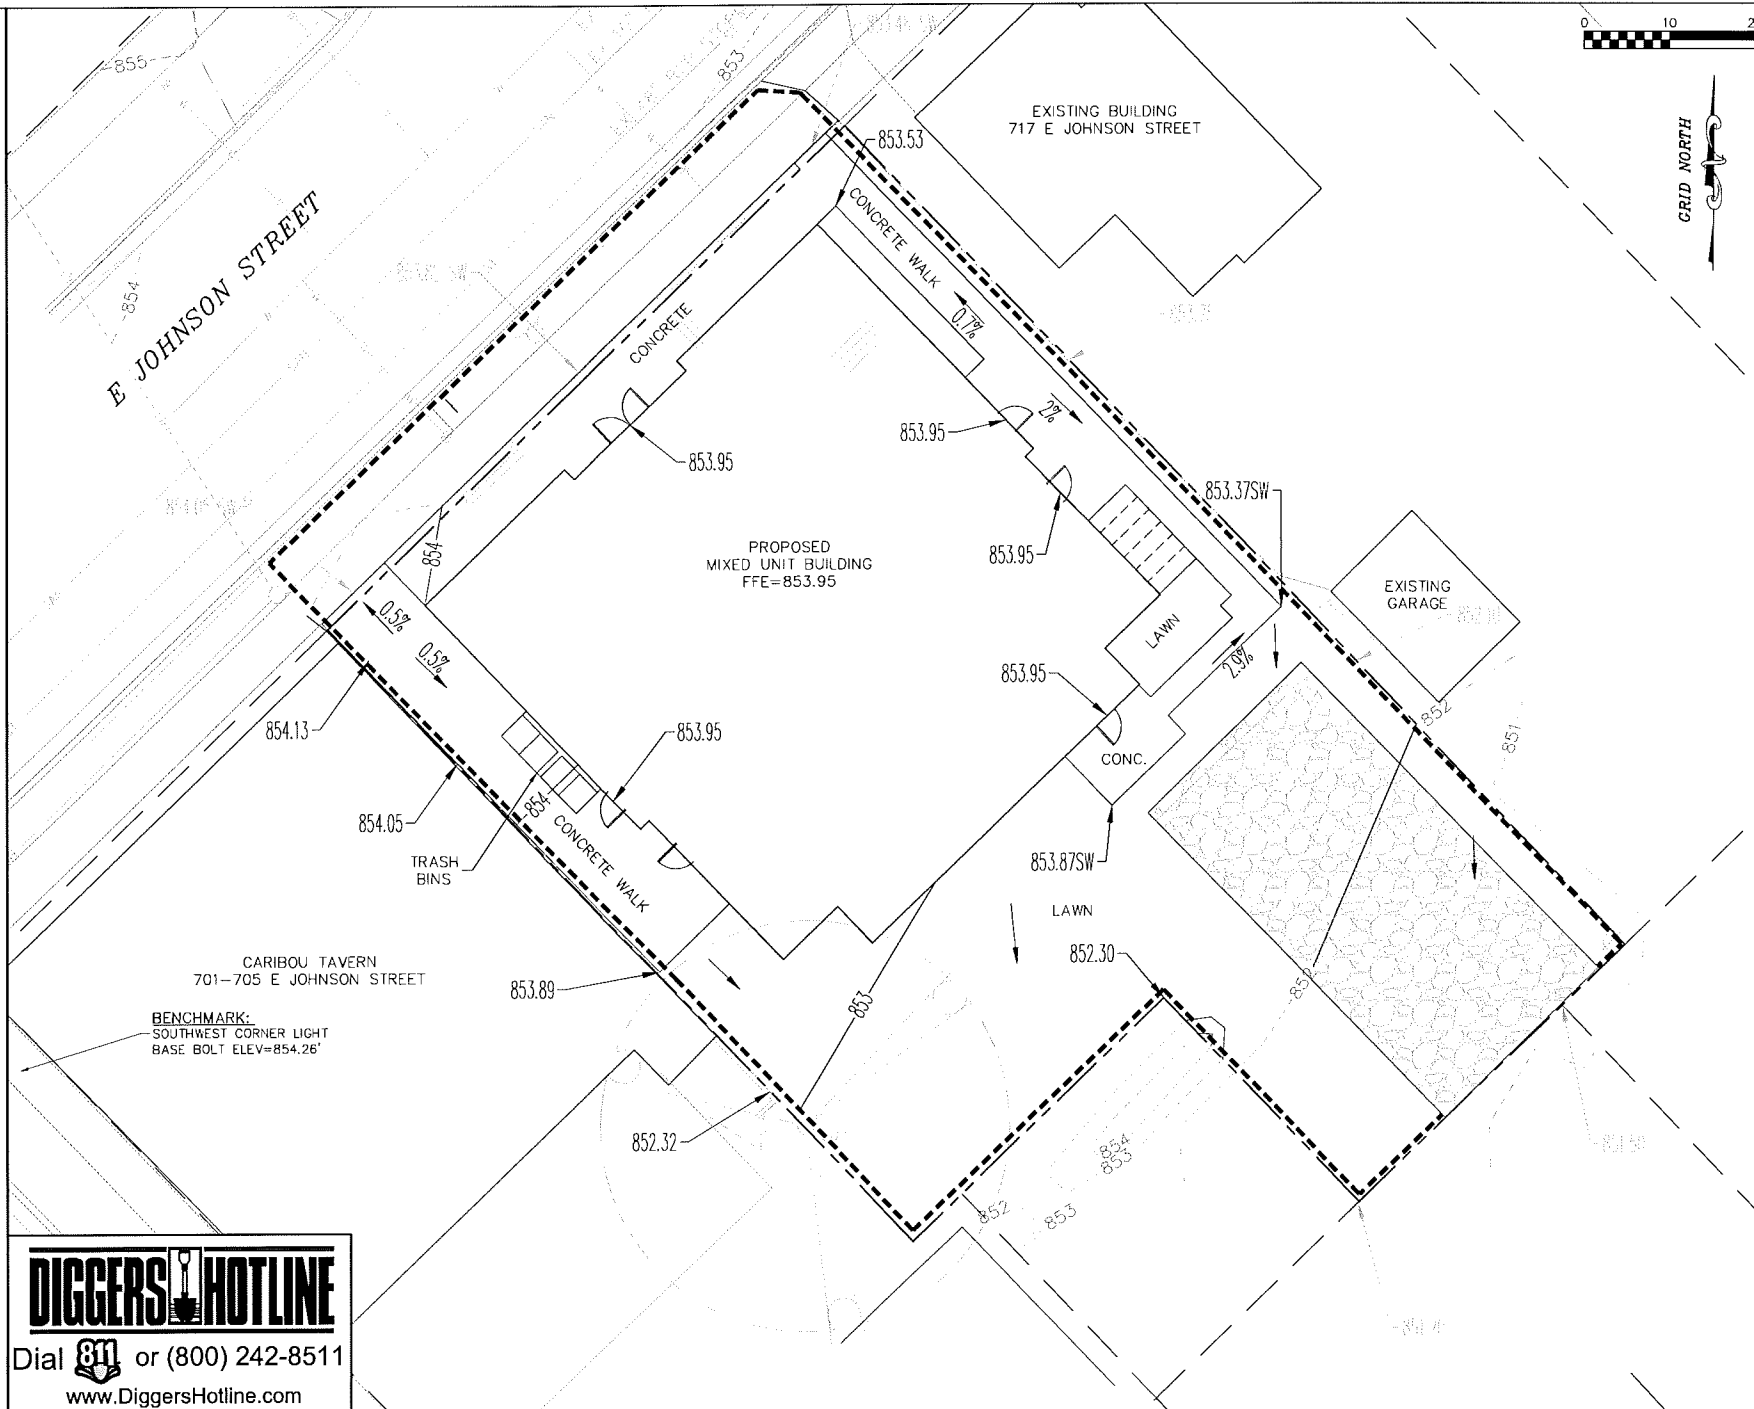 0 10
855
853
EXISTING BUILDING
717 E JOHNSON STREET
GRID NORTH
853.53
CONCRETE WALK
854
E JOHNSON STREET
CONCRETE
0.7%
2%
853.95
853.95
853.37SW
854
PROPOSED
MIXED UNIT BUILDING
FFE=853.95
853.95
EXISTING
GARAGE
0.5%
0.5%
LAWN
2.9%
853.95
854.13
853.95
852
851
CONC.
854
854.05
CONCRETE WALK
TRASH
BINS
853.87SW
LAWN
852.30
CARIBOU TAVERN
701-705 E JOHNSON STREET
853.89
853
852
BENCHMARK:
SOUTHWEST CORNER LIGHT
BASE BOLT ELEV=854.26'
852.32
854
853
852
853
DIGGERS HOTLINE
Dial 811 or (800) 242-8511
www.DiggersHotline.com